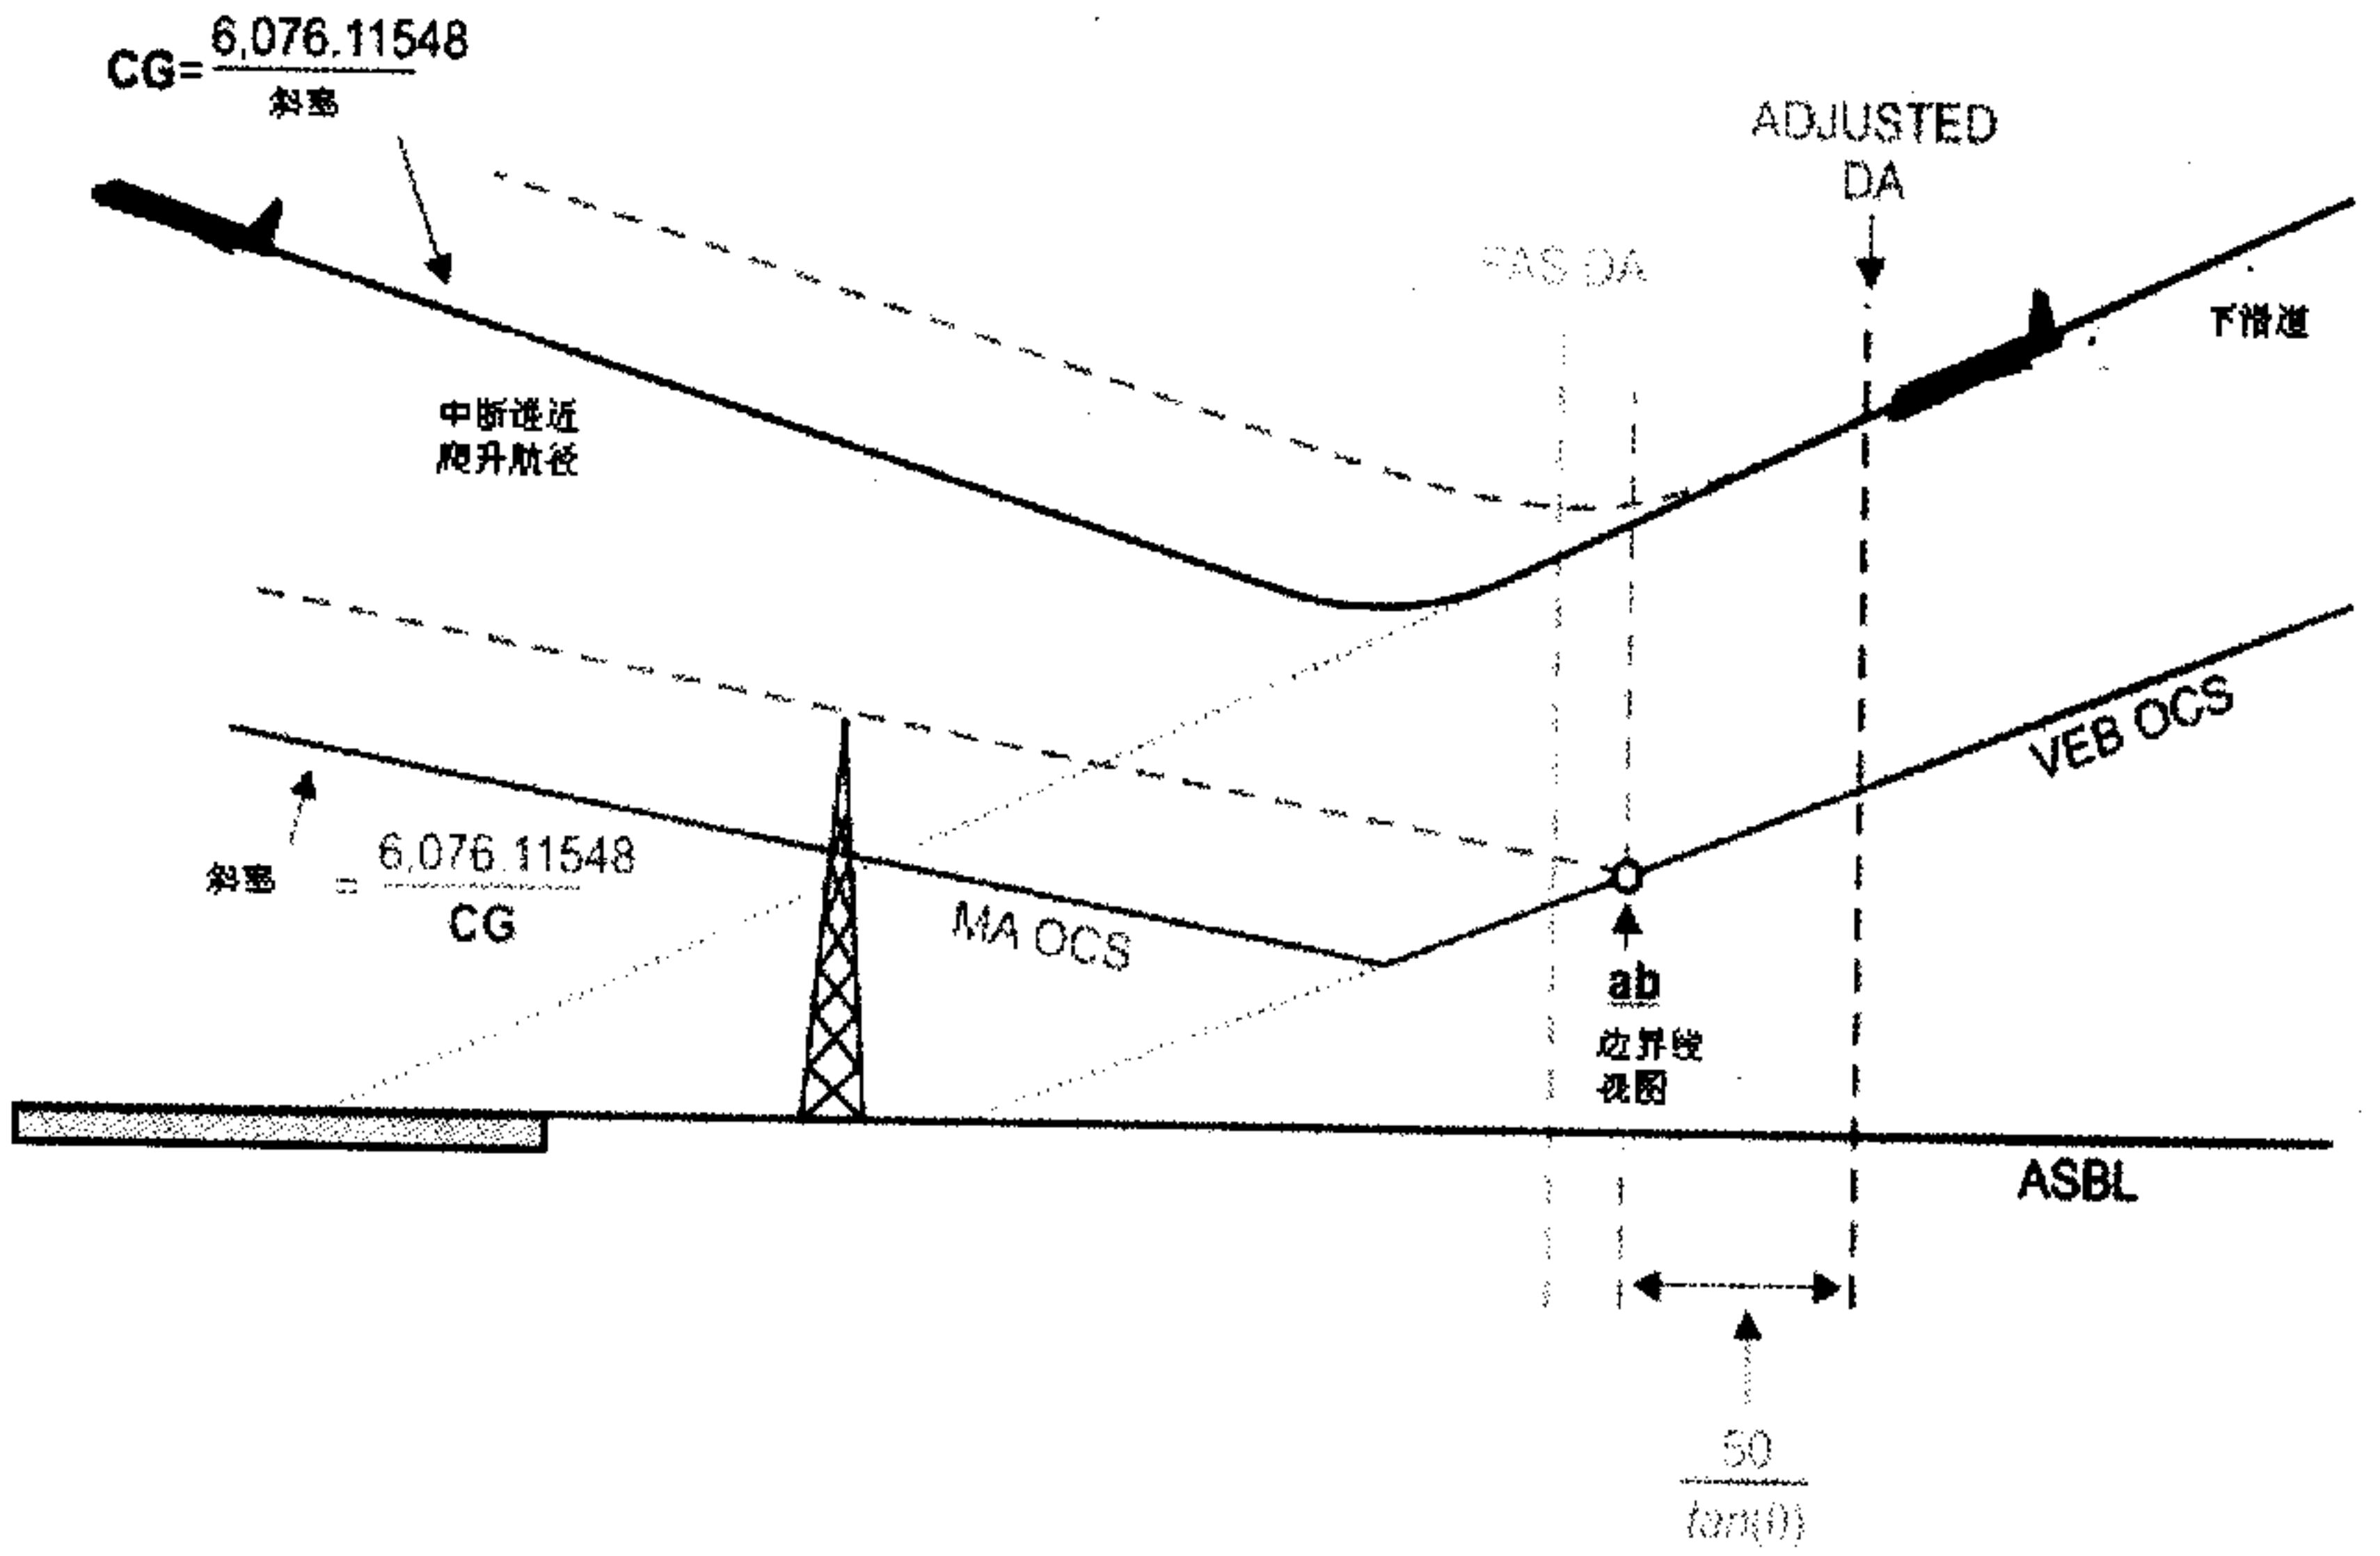 CG= 6,076.11548
斜率
ADJUSTED
DA
DA
下滑道
中断进近
爬升航径
VEB OCS
斜率 = 6,076.11548
CG
MA OCS
ab
边界线
视图
ASBL
50
tan(θ)